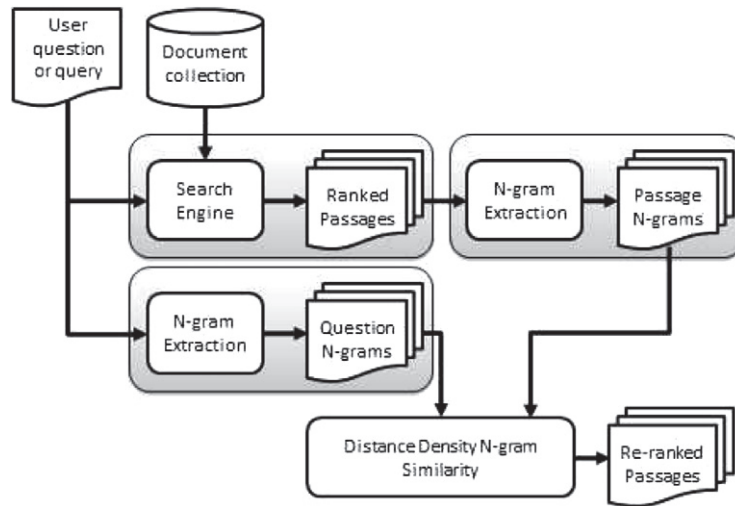 User
question
or query
Document
collection
Search
Engine
Ranked
Passages
N-gram
Extraction
Passage
N-grams
N-gram
Extraction
Question
N-grams
Distance Density N-gram
Similarity
Re-ranked
Passages